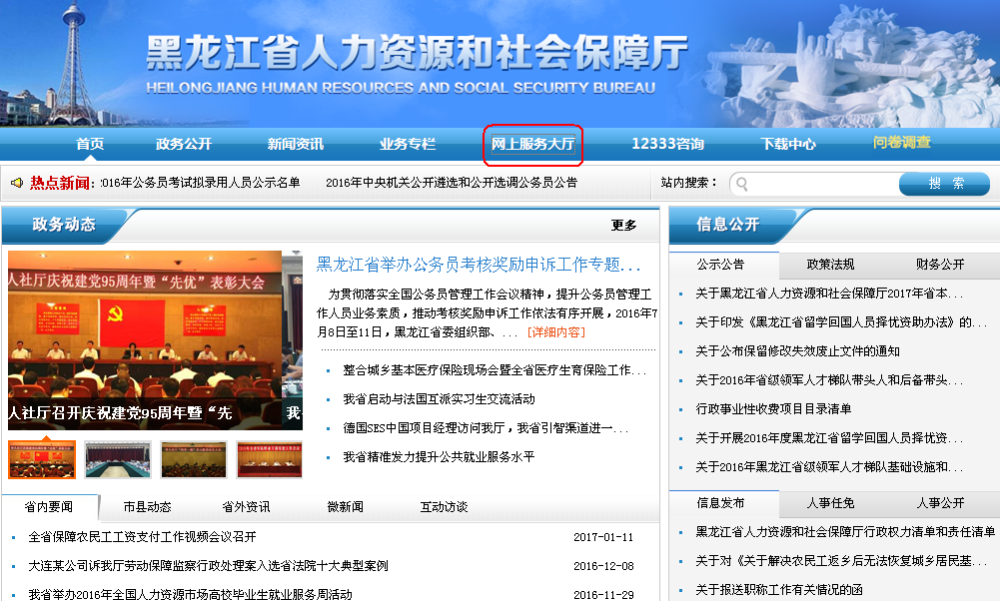 黑龙江省人力资源和社会保障厅
HEILONGJIANG HUMAN RESOURCES AND SOCIAL SECURITY BUREAU
首页 政务公开 新闻资讯 业务专栏 网上服务大厅 12333咨询 下载中心 问卷调查
热点新闻: 016年公务员考试拟录用人员公示名单 2016年中央机关公开遴选和公开选调公务员公告 站内搜索: 搜 索
政务动态 更多
人社厅庆祝建党95周年暨“先优”表彰大会
人社厅召开庆祝建党95周年暨“先 我
黑龙江省举办公务员考核奖励申诉工作专题...
为贯彻落实全国公务员管理工作会议精神，提升公务员管理工
作人员业务素质，推动考核奖励申诉工作依法有序开展，2016年7
月8日至11日，黑龙江省委组织部、... [详细内容]
整合城乡基本医疗保险现场会暨全省医疗生育保险工作...
我省启动与法国互派实习生交流活动
德国SES中国项目经理访问我厅，我省引智渠道进一...
我省精准发力提升公共就业服务水平
省内要闻 市县动态 省外资讯 微新闻 互动访谈
全省保障农民工工资支付工作视频会议召开 2017-01-11
大连某公司诉我厅劳动保障监察行政处理案入选省法院十大典型案例 2016-12-08
我省举办2016年全国人力资源市场高校毕业生就业服务周活动 2016-11-29
信息公开
公示公告 政策法规 财务公开
关于黑龙江省人力资源和社会保障厅2017年省本...
关于印发《黑龙江省留学回国人员择优资助办法》的...
关于公布保留修改失效废止文件的通知
关于2016年省级领军人才梯队带头人和后备带头...
行政事业性收费项目目录清单
关于开展2016年度黑龙江省留学回国人员择优资...
关于2016年黑龙江省级领军人才梯队基础设施和...
信息发布 人事任免 人事公开
黑龙江省人力资源和社会保障厅行政权力清单和责任清单
关于对《关于解决农民工返乡后无法恢复城乡居民基...
关于报送职称工作有关情况的函